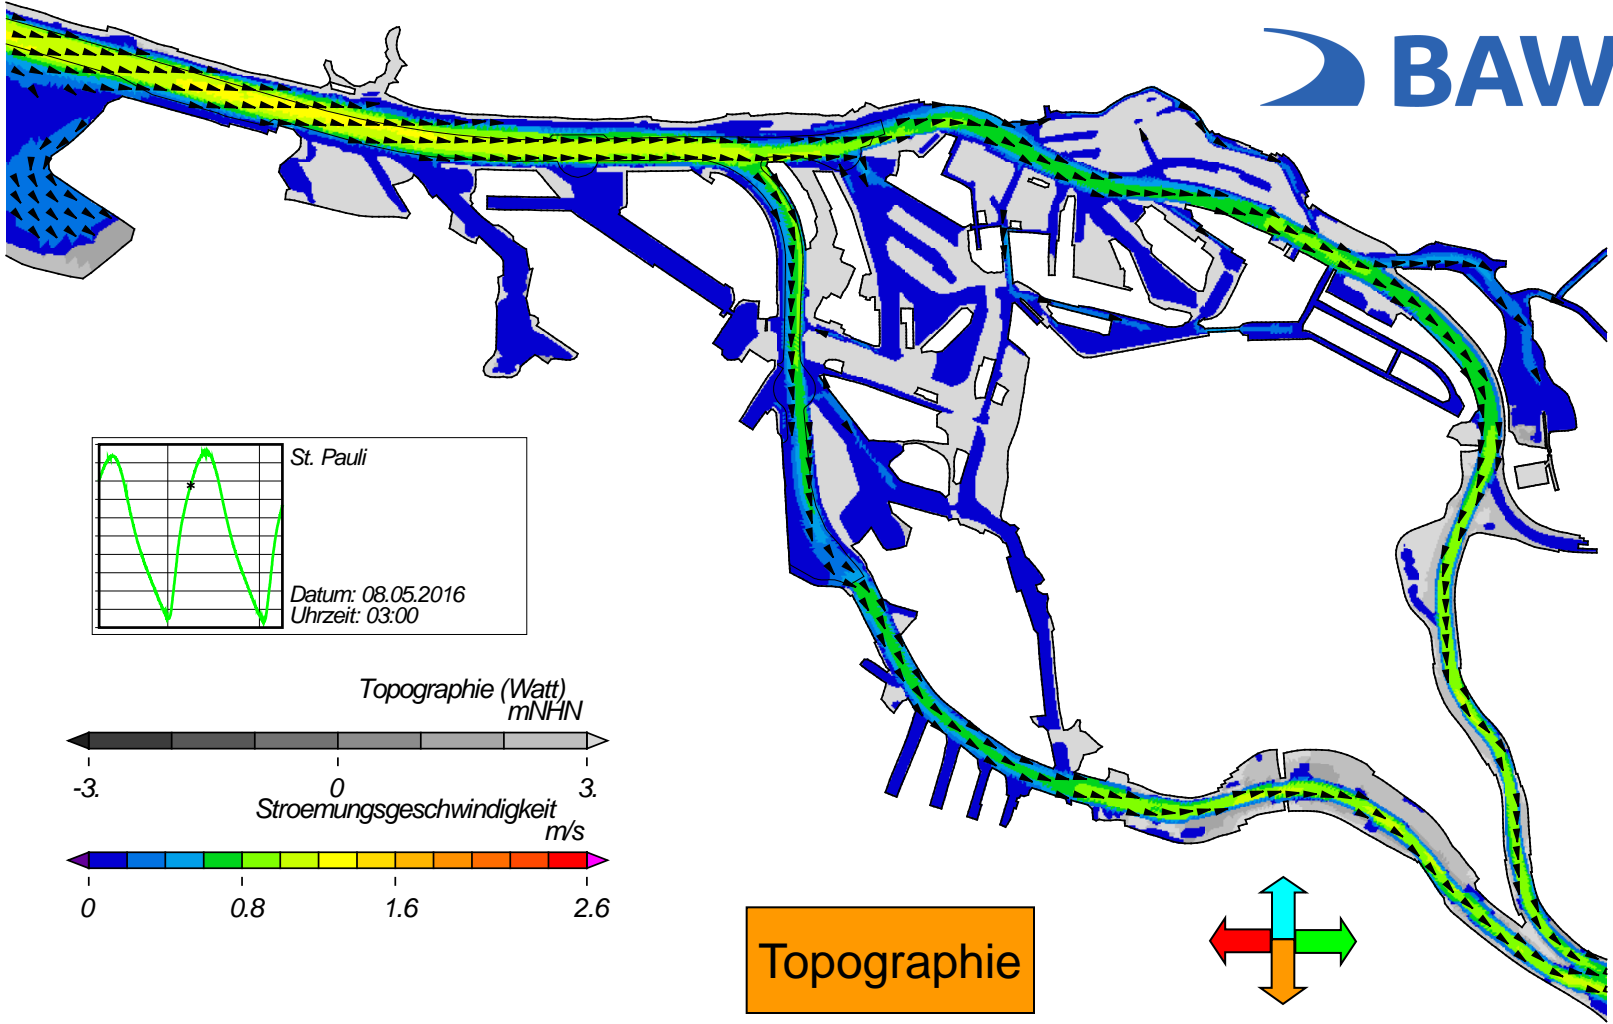 BAW
St. Pauli
Datum: 08.05.2016
Uhrzeit: 03:00
Topographie (Watt)
mNHN
-3. 0 3.
Stroemungsgeschwindigkeit
m/s
0 0.8 1.6 2.6
Topographie